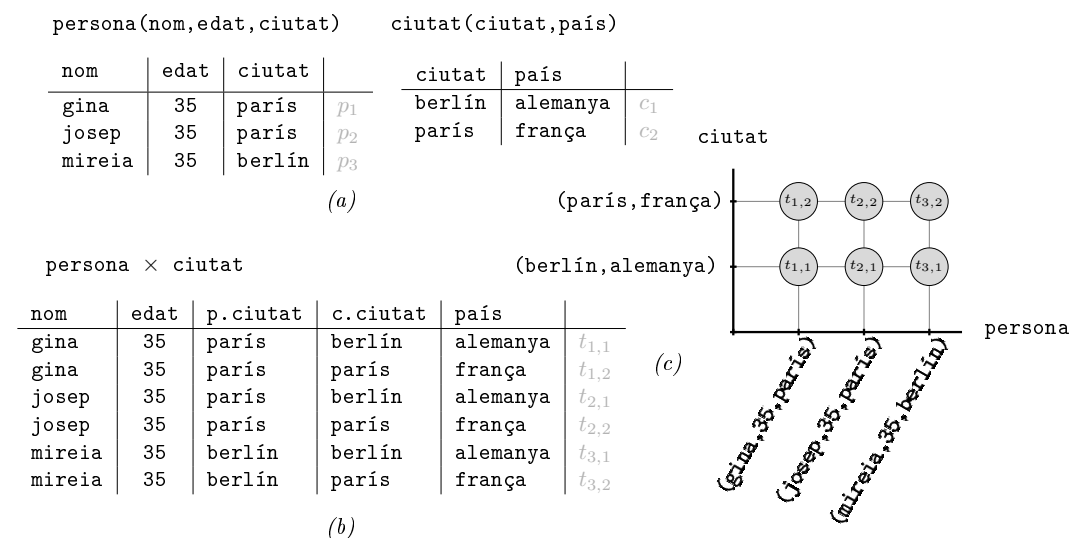 persona(nom,edat,ciutat)
nom edat ciutat
gina 35 parís p1
josep 35 parís p2
mireia 35 berlín p3
ciutat(ciutat,país)
ciutat país
berlín alemanya c1
parís frança c2
(a)
persona × ciutat
nom edat p.ciutat c.ciutat país
gina 35 parís berlín alemanya t1,1
gina 35 parís parís frança t1,2
josep 35 parís berlín alemanya t2,1
josep 35 parís parís frança t2,2
mireia 35 berlín berlín alemanya t3,1
mireia 35 berlín parís frança t3,2
(b)
ciutat
(parís,frança) t1,2 t2,2 t3,2
(berlín,alemanya) t1,1 t2,1 t3,1
persona
(gina,35,parís)
(josep,35,parís)
(mireia,35,berlín)
(c)